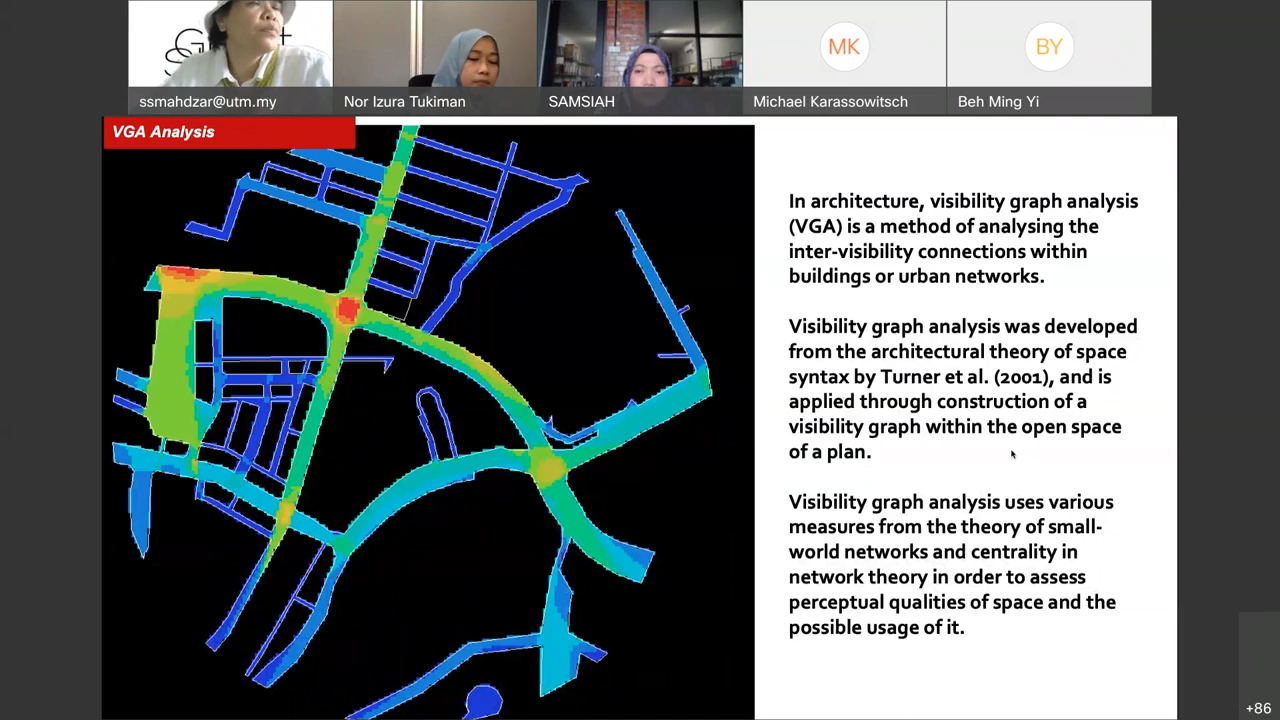 ssmahdzar@utm.my
Nor Izura Tukiman
SAMSIAH
MK
Michael Karassowitsch
BY
Beh Ming Yi
VGA Analysis
In architecture, visibility graph analysis
(VGA) is a method of analysing the
inter-visibility connections within
buildings or urban networks.
Visibility graph analysis was developed
from the architectural theory of space
syntax by Turner et al. (2001), and is
applied through construction of a
visibility graph within the open space
of a plan.
Visibility graph analysis uses various
measures from the theory of small-
world networks and centrality in
network theory in order to assess
perceptual qualities of space and the
possible usage of it.
+86